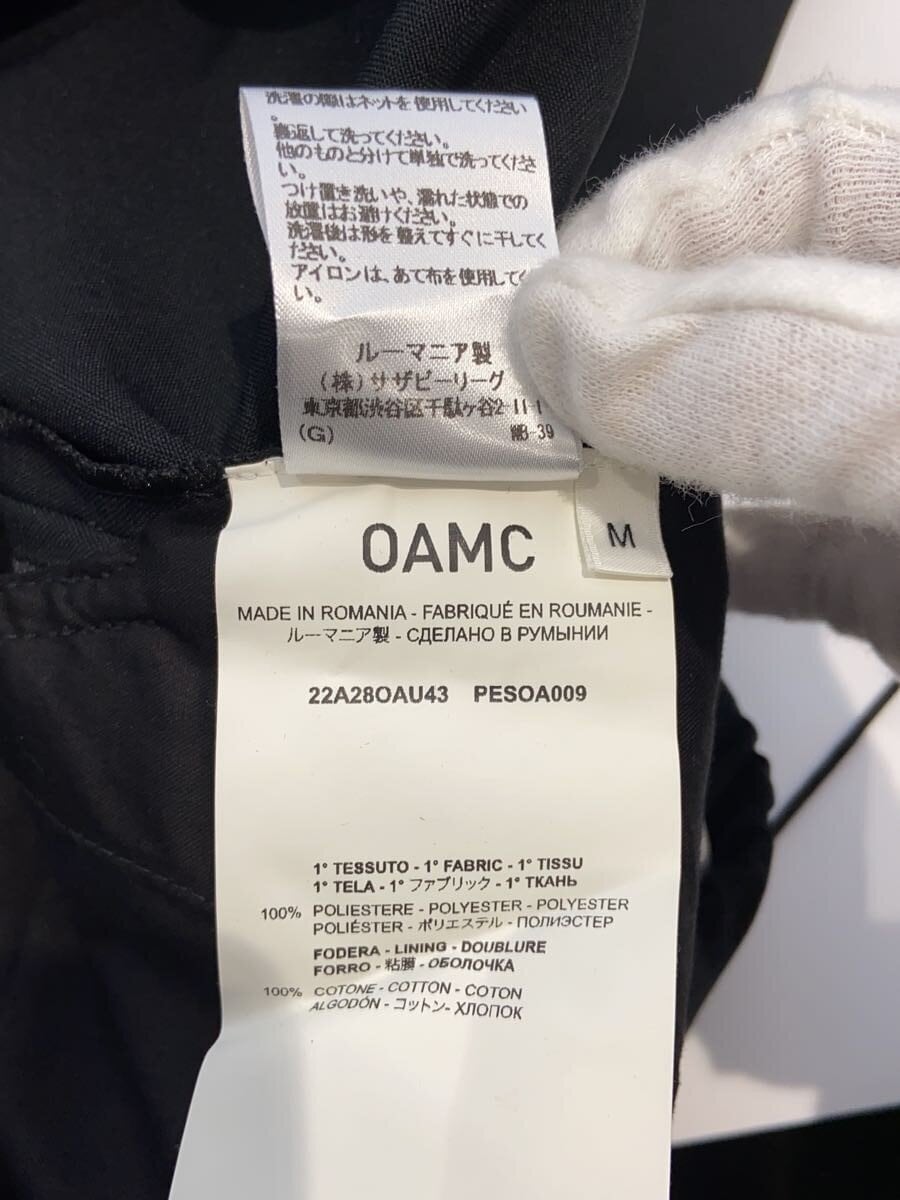 洗濯の際はネットを使用してください
。
裏返して洗ってください。
他のものと分けて単独で洗ってくださ
い。
つけ置き洗いや、濡れた状態での
放置はお避けください。
洗濯後は形を整えてすぐに干してく
ださい。
アイロンは、あて布を使用してく
い。
ルーマニア製
(株)サザビーリーグ
東京都渋谷区千駄ヶ谷2-11-1
(G)
-39
OAMC
M
MADE IN ROMANIA - FABRIQUÉ EN ROUMANIE -
ルーマニア製 - СДЕЛАНО В РУМЫНИИ
22A28OAU43 PESOA009
1° TESSUTO - 1° FABRIC - 1° TISSU
1° TELA - 1° ファブリック - 1° ТКАНЬ
100% POLIESTERE - POLYESTER - POLYESTER
POLIÉSTER - ポリエステル - ПОЛИЭСТЕР
FODERA - LINING - DOUBLURE
FORRO - 粘膜 - ОБОЛОЧКА
100% COTONE - COTTON - COTON
ALGODÓN - コットン - ХЛОПОК